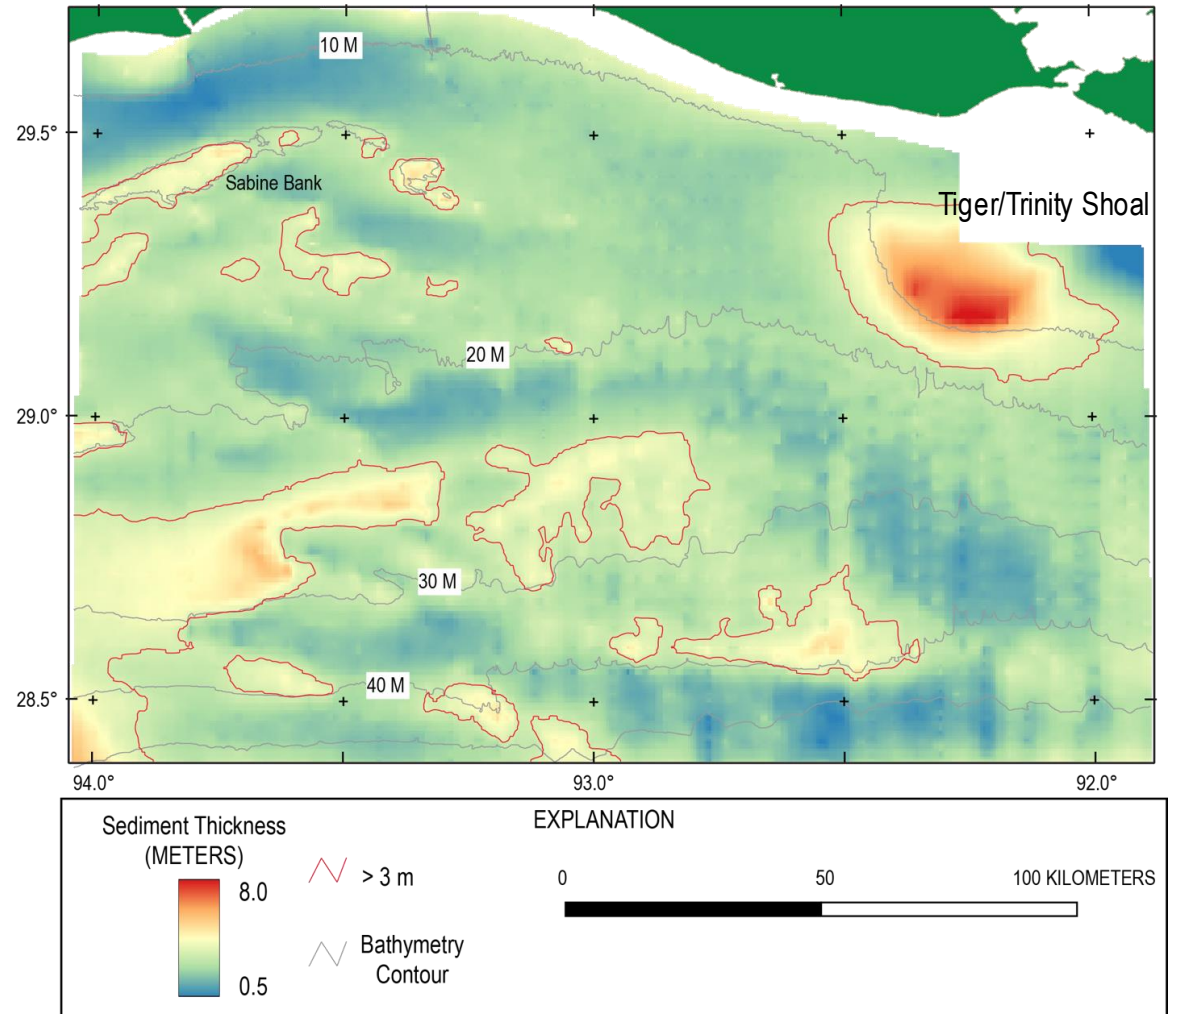 10 M
29.5°
Sabine Bank
Tiger/Trinity Shoal
20 M
29.0°
30 M
40 M
28.5°
94.0° 93.0° 92.0°
EXPLANATION
Sediment Thickness
(METERS)
8.0
0.5
> 3 m
Bathymetry
Contour
0 50 100 KILOMETERS